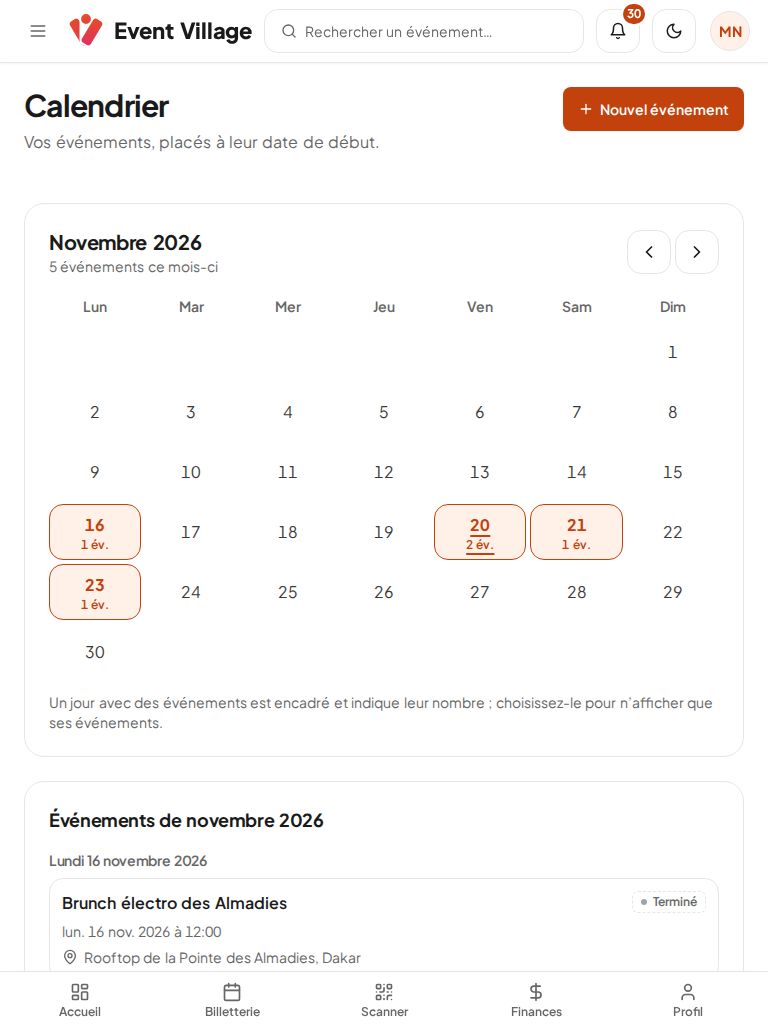 Event Village
Rechercher un événement…
30
MN
Calendrier
Nouvel événement
Vos événements, placés à leur date de début.
Novembre 2026
5 événements ce mois-ci
Lun Mar Mer Jeu Ven Sam Dim
1
2 3 4 5 6 7 8
9 10 11 12 13 14 15
16 17 18 19 20 21 22
1 év. 2 év. 1 év.
23 24 25 26 27 28 29
1 év.
30
Un jour avec des événements est encadré et indique leur nombre ; choisissez-le pour n’afficher que
ses événements.
Événements de novembre 2026
Lundi 16 novembre 2026
Brunch électro des Almadies
Terminé
lun. 16 nov. 2026 à 12:00
Rooftop de la Pointe des Almadies, Dakar
Accueil Billetterie Scanner Finances Profil